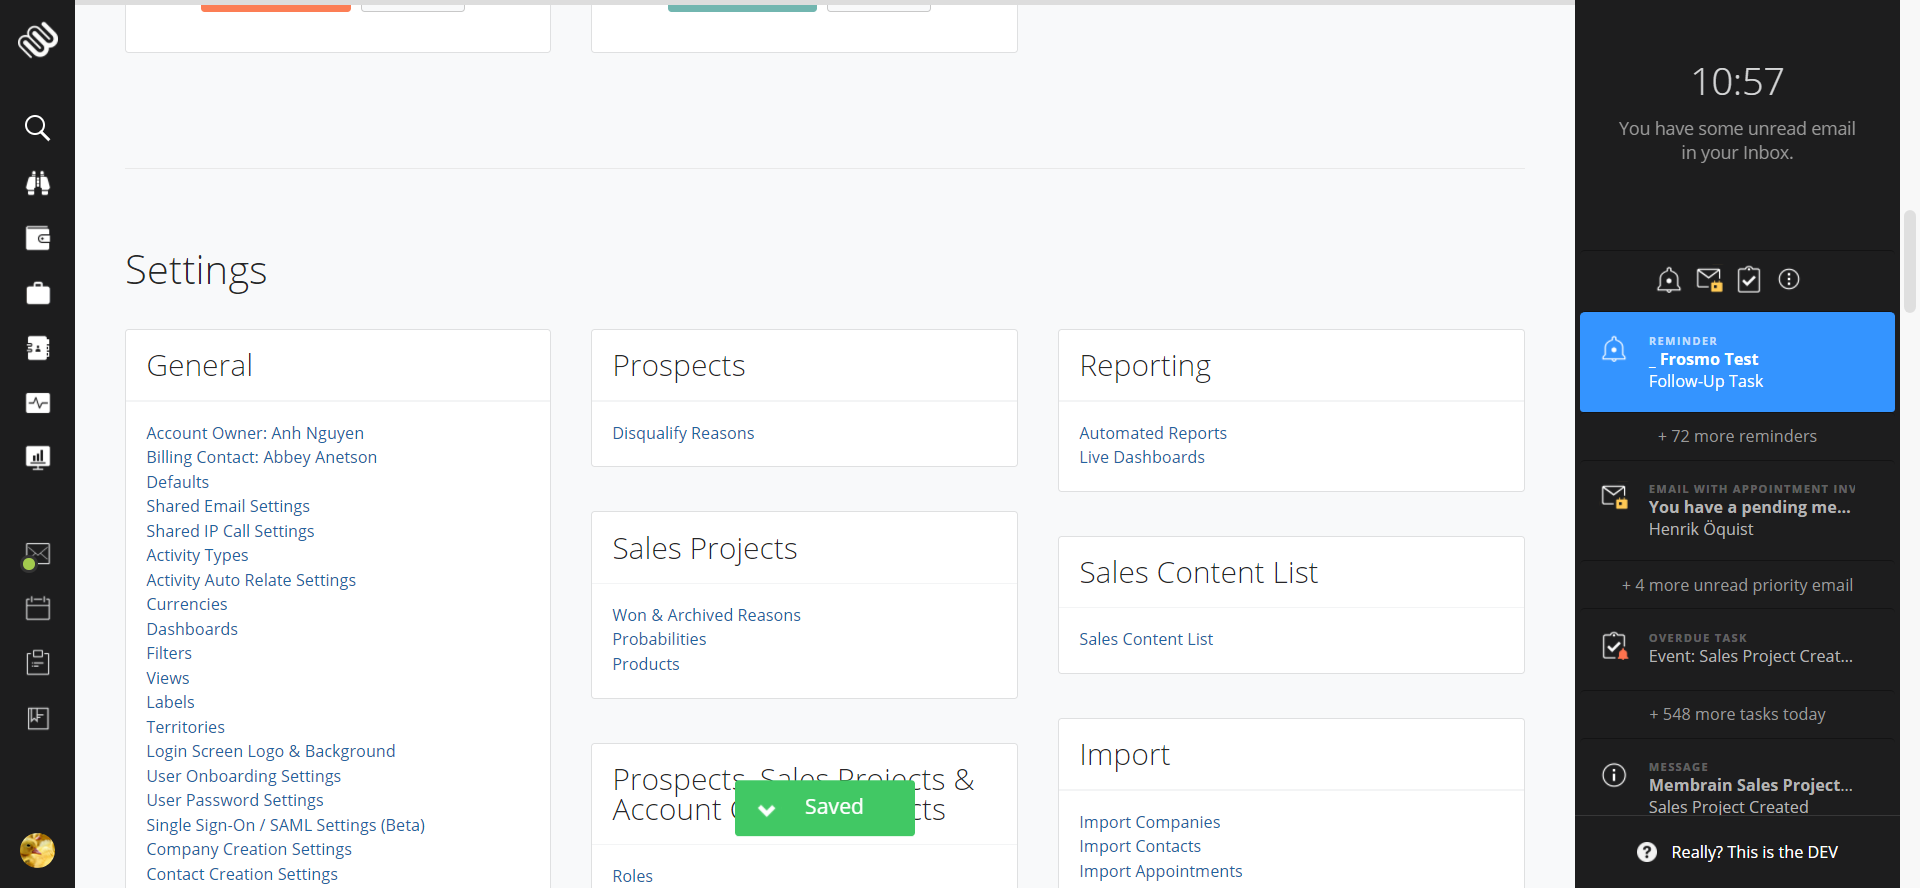 Settings
General
Account Owner: Anh Nguyen
Billing Contact: Abbey Anetson
Defaults
Shared Email Settings
Shared IP Call Settings
Activity Types
Activity Auto Relate Settings
Currencies
Dashboards
Filters
Views
Labels
Territories
Login Screen Logo & Background
User Onboarding Settings
User Password Settings
Single Sign-On / SAML Settings (Beta)
Company Creation Settings
Contact Creation Settings
Prospects
Disqualify Reasons
Sales Projects
Won & Archived Reasons
Probabilities
Products
Prospects, Sales Projects &
Account
Saved
Roles
Reporting
Automated Reports
Live Dashboards
Sales Content List
Sales Content List
Import
Import Companies
Import Contacts
Import Appointments
10:57
You have some unread email
in your Inbox.
REMINDER
_ Frosmo Test
Follow-Up Task
+ 72 more reminders
EMAIL WITH APPOINTMENT INV
You have a pending me...
Henrik Öquist
+ 4 more unread priority email
OVERDUE TASK
Event: Sales Project Creat...
+ 548 more tasks today
MESSAGE
Membrain Sales Project...
Sales Project Created
Really? This is the DEV